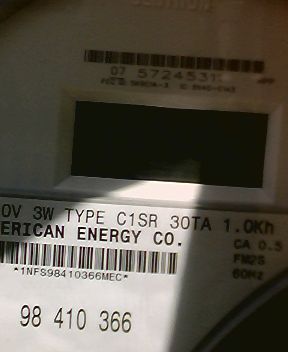 07 5724531
0V 3W TYPE C1SR 30TA 1.0Kh
ERICAN ENERGY CO.
CA 0.5
FM2S
60Hz
*1NFS98410366MEC*
98 410 366